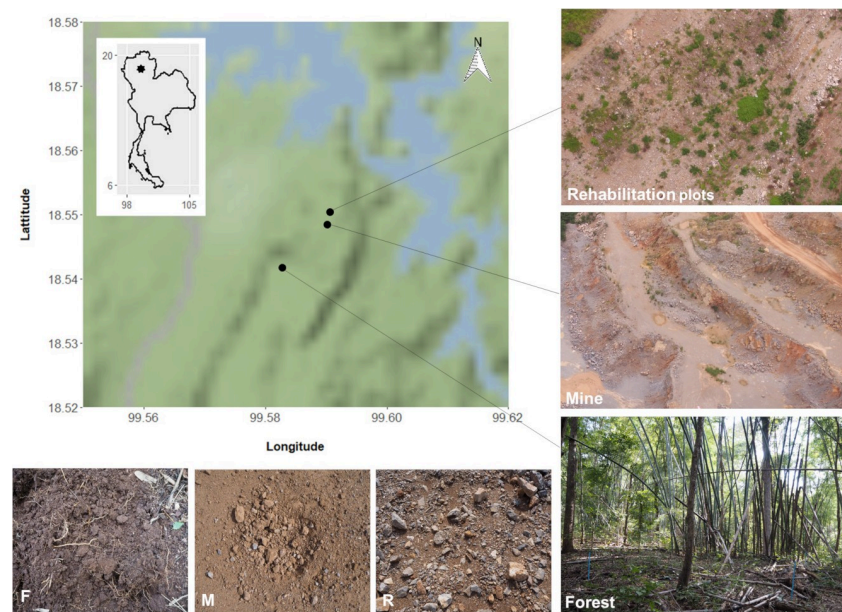 18.58
18.57
18.56
18.55
18.54
18.53
18.52
Lattitude
20
6
98
105
N
99.56
99.58
99.60
99.62
Longitude
Rehabilitation plots
Mine
Forest
F
M
R